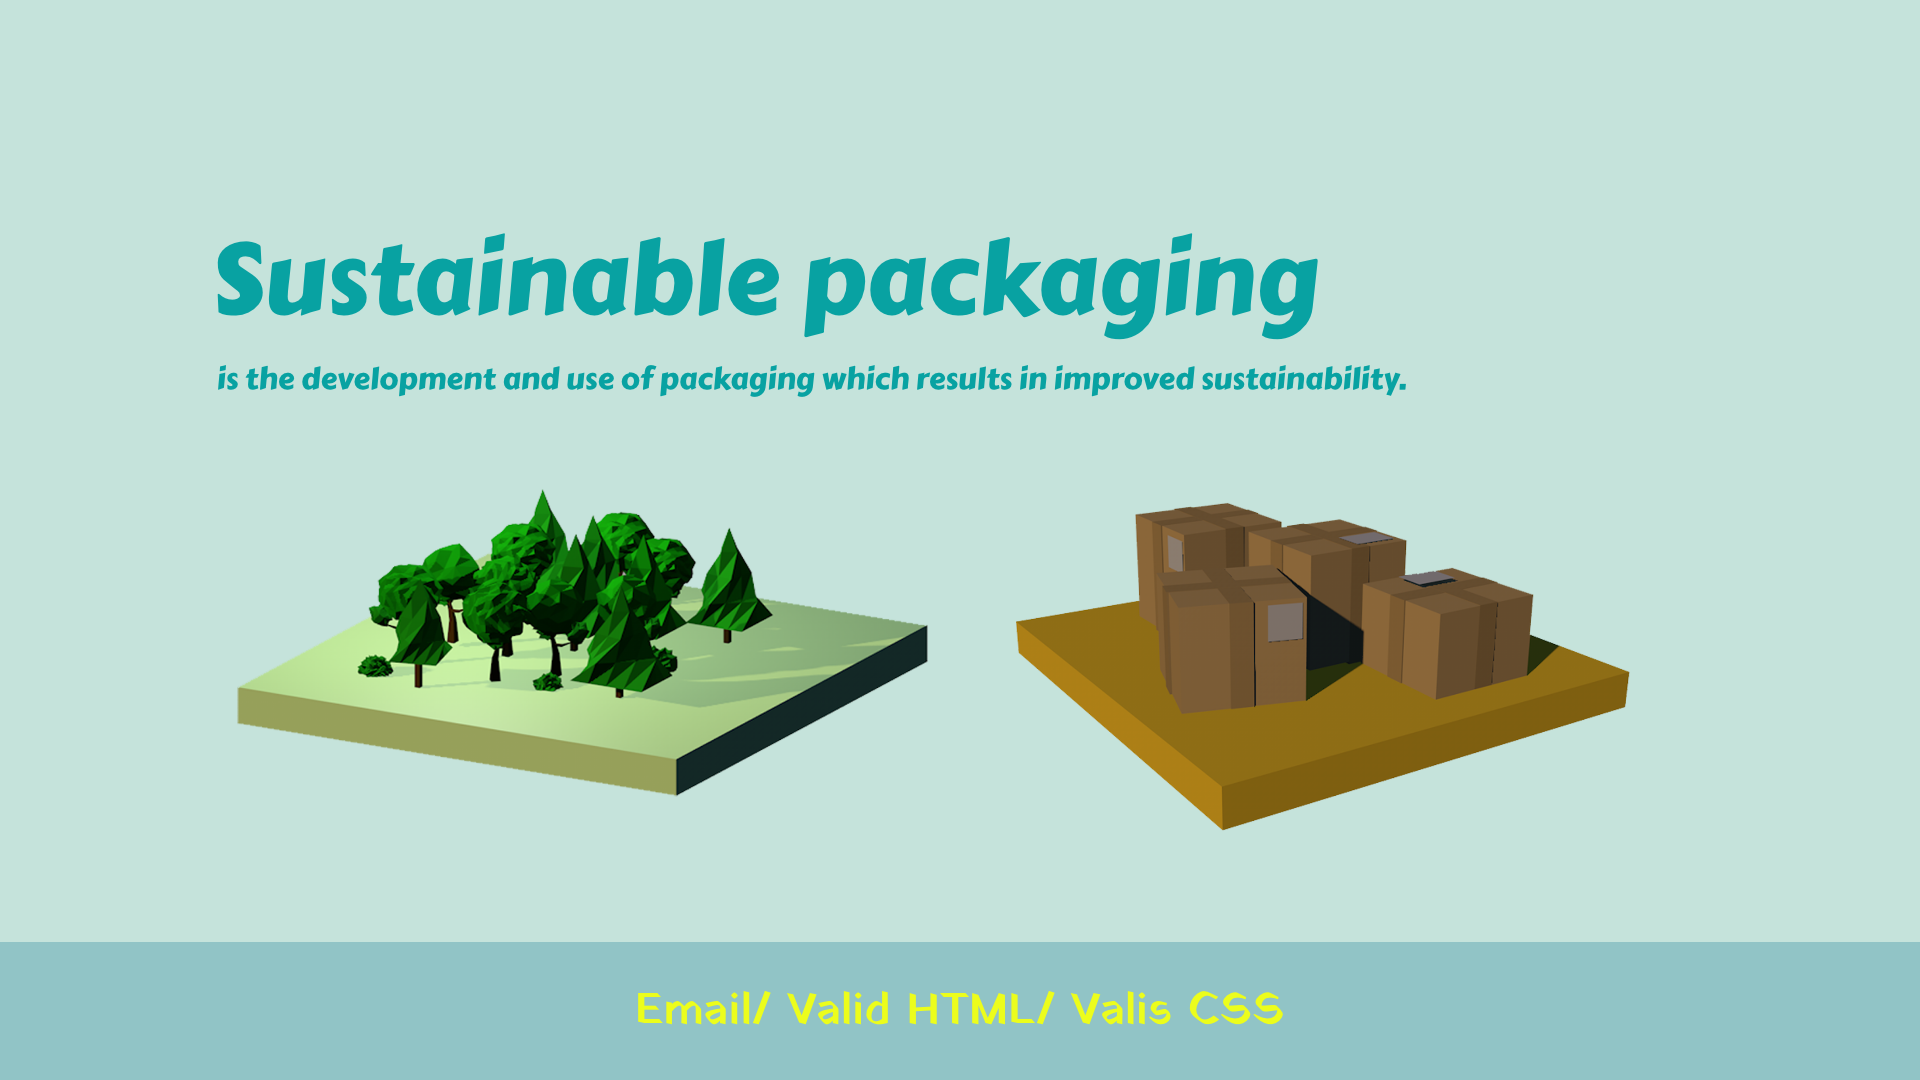 Sustainable packaging
is the development and use of packaging which results in improved sustainability.
Email/ Valid HTML/ Valis CSS